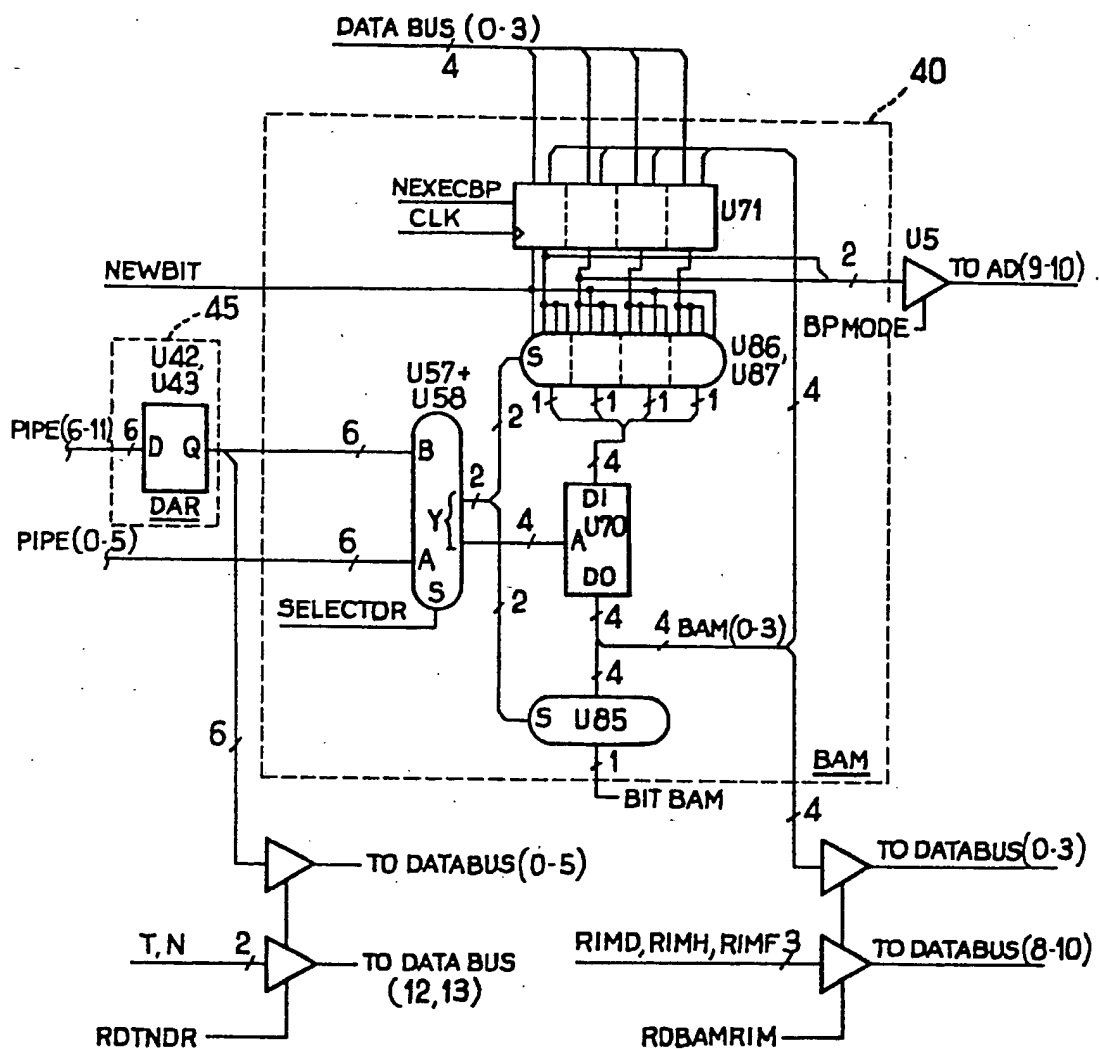 DATA BUS (0-3)
4
40
NEXECBP
CLK
U71
NEWBIT
2
U5
TO AD(9-10)
BPMODE
45
U42,
U43
S
U86,
U87
U57+
U58
1
1
1
1
2
4
PIPE(6-11)
6
D Q
6
B
2
4
DAR
Y
4
DI
U70
A
DO
PIPE(0-5)
6
A
S
2
SELECTDR
4
4
BAM(0-3)
4
S
U85
6
1
BAM
BIT BAM
4
TO DATABUS(0-5)
TO DATABUS(0-3)
T, N
2
RIMD, RIMH, RIMF
3
TO DATABUS(8-10)
TO DATA BUS
(12,13)
RDTNDR
RDBAMRIM